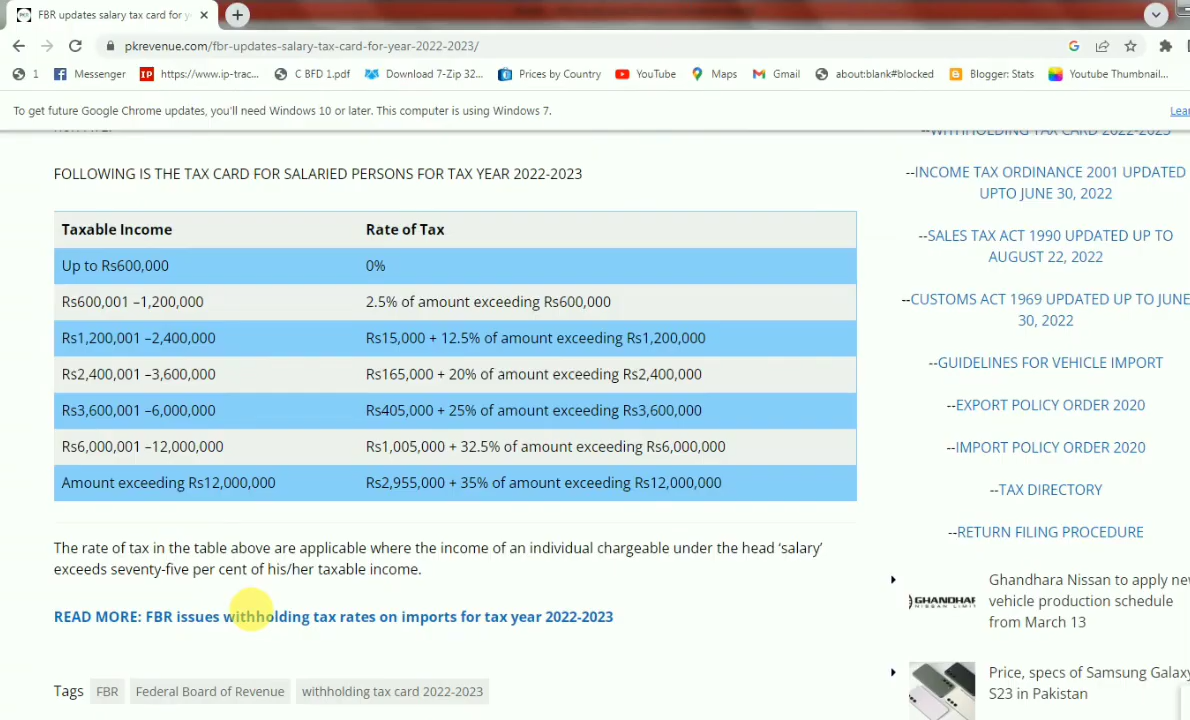 FBR updates salary tax card for y
pkrevenue.com/fbr-updates-salary-tax-card-for-year-2022-2023/
1 Messenger IP https://www.ip-trac... C BFD 1.pdf Download 7-Zip 32... Prices by Country YouTube Maps Gmail about:blank#blocked Blogger: Stats Youtube Thumbnail...
To get future Google Chrome updates, you'll need Windows 10 or later. This computer is using Windows 7.
FOLLOWING IS THE TAX CARD FOR SALARIED PERSONS FOR TAX YEAR 2022-2023
Taxable Income Rate of Tax
Up to Rs600,000 0%
Rs600,001 –1,200,000 2.5% of amount exceeding Rs600,000
Rs1,200,001 –2,400,000 Rs15,000 + 12.5% of amount exceeding Rs1,200,000
Rs2,400,001 –3,600,000 Rs165,000 + 20% of amount exceeding Rs2,400,000
Rs3,600,001 –6,000,000 Rs405,000 + 25% of amount exceeding Rs3,600,000
Rs6,000,001 –12,000,000 Rs1,005,000 + 32.5% of amount exceeding Rs6,000,000
Amount exceeding Rs12,000,000 Rs2,955,000 + 35% of amount exceeding Rs12,000,000
The rate of tax in the table above are applicable where the income of an individual chargeable under the head ‘salary’
exceeds seventy-five per cent of his/her taxable income.
READ MORE: FBR issues withholding tax rates on imports for tax year 2022-2023
Tags FBR Federal Board of Revenue withholding tax card 2022-2023
--WITHHOLDING TAX CARD 2022-2023
--INCOME TAX ORDINANCE 2001 UPDATED
UPTO JUNE 30, 2022
--SALES TAX ACT 1990 UPDATED UP TO
AUGUST 22, 2022
--CUSTOMS ACT 1969 UPDATED UP TO JUNE
30, 2022
--GUIDELINES FOR VEHICLE IMPORT
--EXPORT POLICY ORDER 2020
--IMPORT POLICY ORDER 2020
--TAX DIRECTORY
--RETURN FILING PROCEDURE
Ghandhara Nissan to apply ne
vehicle production schedule
from March 13
Price, specs of Samsung Galaxy
S23 in Pakistan